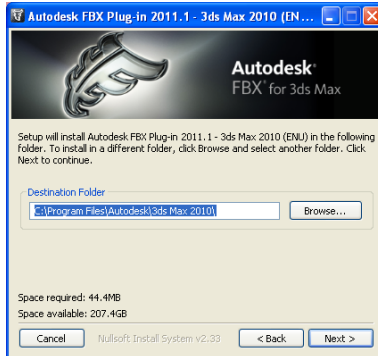 Autodesk FBX Plug-in 2011.1 - 3ds Max 2010 (EN...
Autodesk®
FBX® for 3ds Max
Setup will install Autodesk FBX Plug-in 2011.1 - 3ds Max 2010 (ENU) in the following
folder. To install in a different folder, click Browse and select another folder. Click
Next to continue.
Destination Folder
C:\Program Files\Autodesk\3ds Max 2010\
Browse...
Space required: 44.4MB
Space available: 207.4GB
Cancel
Nullsoft Install System v2.33
< Back
Next >